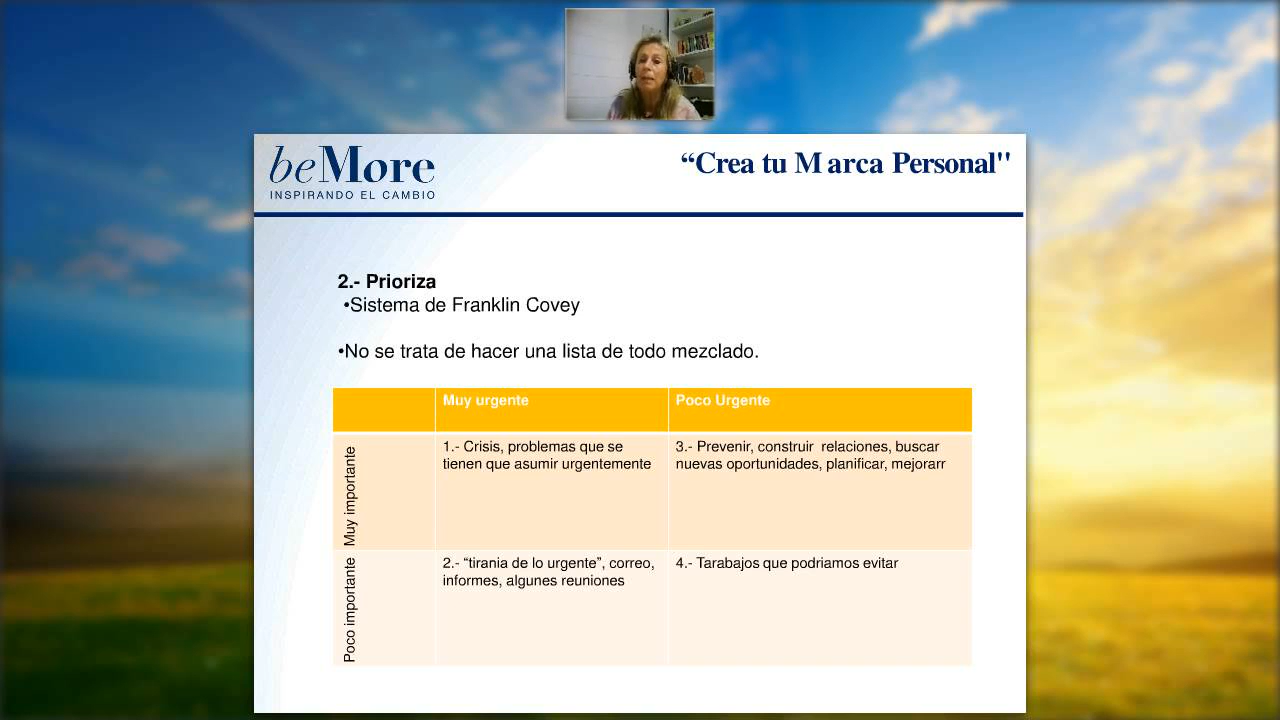 beMore
INSPIRANDO EL CAMBIO
“Crea tu Marca Personal"
2.- Prioriza
•Sistema de Franklin Covey
•No se trata de hacer una lista de todo mezclado.
Muy urgente
Poco Urgente
Muy importante
1.- Crisis, problemas que se
tienen que asumir urgentemente
3.- Prevenir, construir relaciones, buscar
nuevas oportunidades, planificar, mejorarr
Poco importante
2.- “tirania de lo urgente”, correo,
informes, algunes reuniones
4.- Tarabajos que podriamos evitar